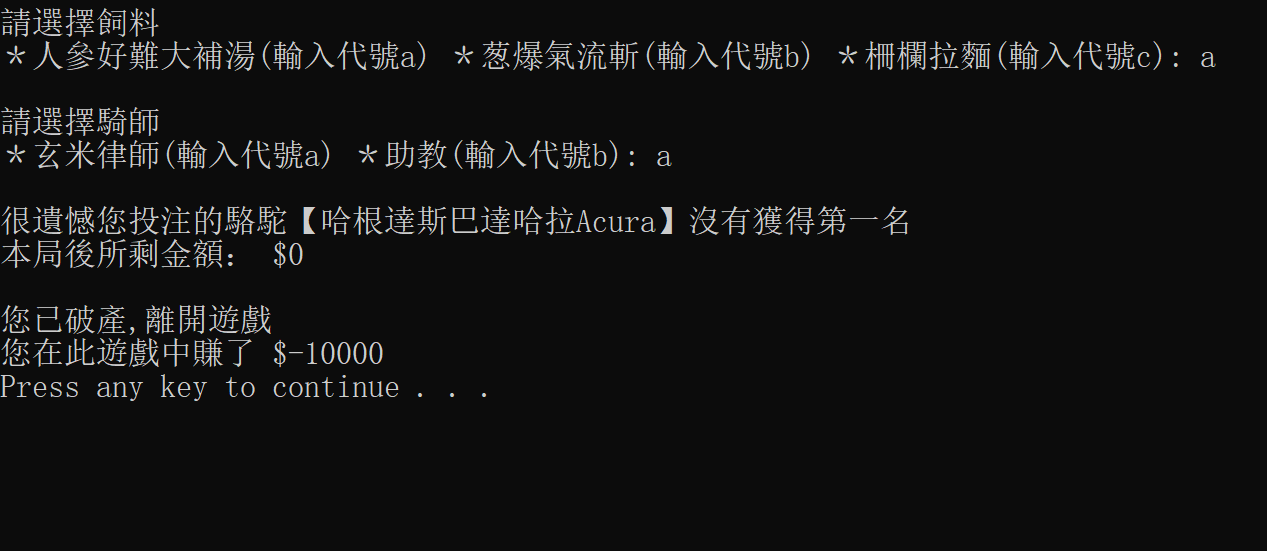 請選擇飼料
＊人參好難大補湯(輸入代號a) ＊葱爆氣流斬(輸入代號b) ＊柵欄拉麵(輸入代號c): a
請選擇騎師
＊玄米律師(輸入代號a) ＊助教(輸入代號b): a
很遺憾您投注的駱駝【哈根達斯巴達哈拉Acura】沒有獲得第一名
本局後所剩金額： $0
您已破產,離開遊戲
您在此遊戲中賺了 $-10000
Press any key to continue . . .